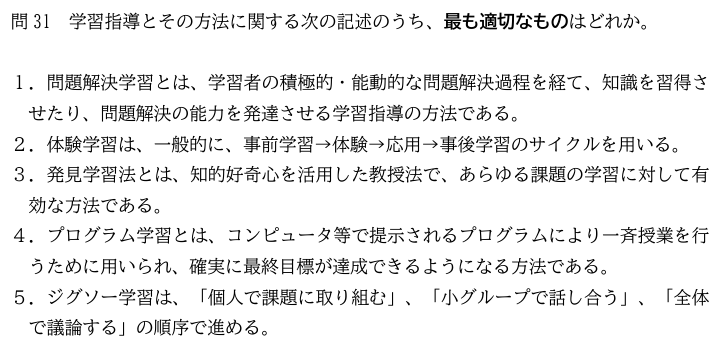 問 31　学習指導とその方法に関する次の記述のうち、最も適切なものはどれか。
１．問題解決学習とは、学習者の積極的・能動的な問題解決過程を経て、知識を習得さ
せたり、問題解決の能力を発達させる学習指導の方法である。
２．体験学習は、一般的に、事前学習→体験→応用→事後学習のサイクルを用いる。
３．発見学習法とは、知的好奇心を活用した教授法で、あらゆる課題の学習に対して有
効な方法である。
４．プログラム学習とは、コンピュータ等で提示されるプログラムにより一斉授業を行
うために用いられ、確実に最終目標が達成できるようになる方法である。
５．ジグソー学習は、「個人で課題に取り組む」、「小グループで話し合う」、「全体
で議論する」の順序で進める。